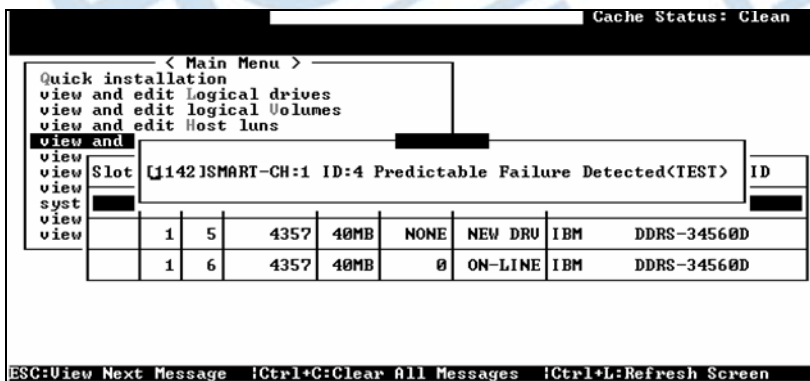 Cache Status: Clean
< Main Menu >
Quick installation
view and edit Logical drives
view and edit logical Volumes
view and edit Host luns
view and
view
[1142]SMART-CH:1 ID:4 Predictable Failure Detected(TEST)
view Slot ID
view
syst
view 1 5 4357 40MB NONE NEW DRV IBM DDRS-34560D
view
1 6 4357 40MB 0 ON-LINE IBM DDRS-34560D
ESC:View Next Message |Ctrl+C:Clear All Messages |Ctrl+L:Refresh Screen